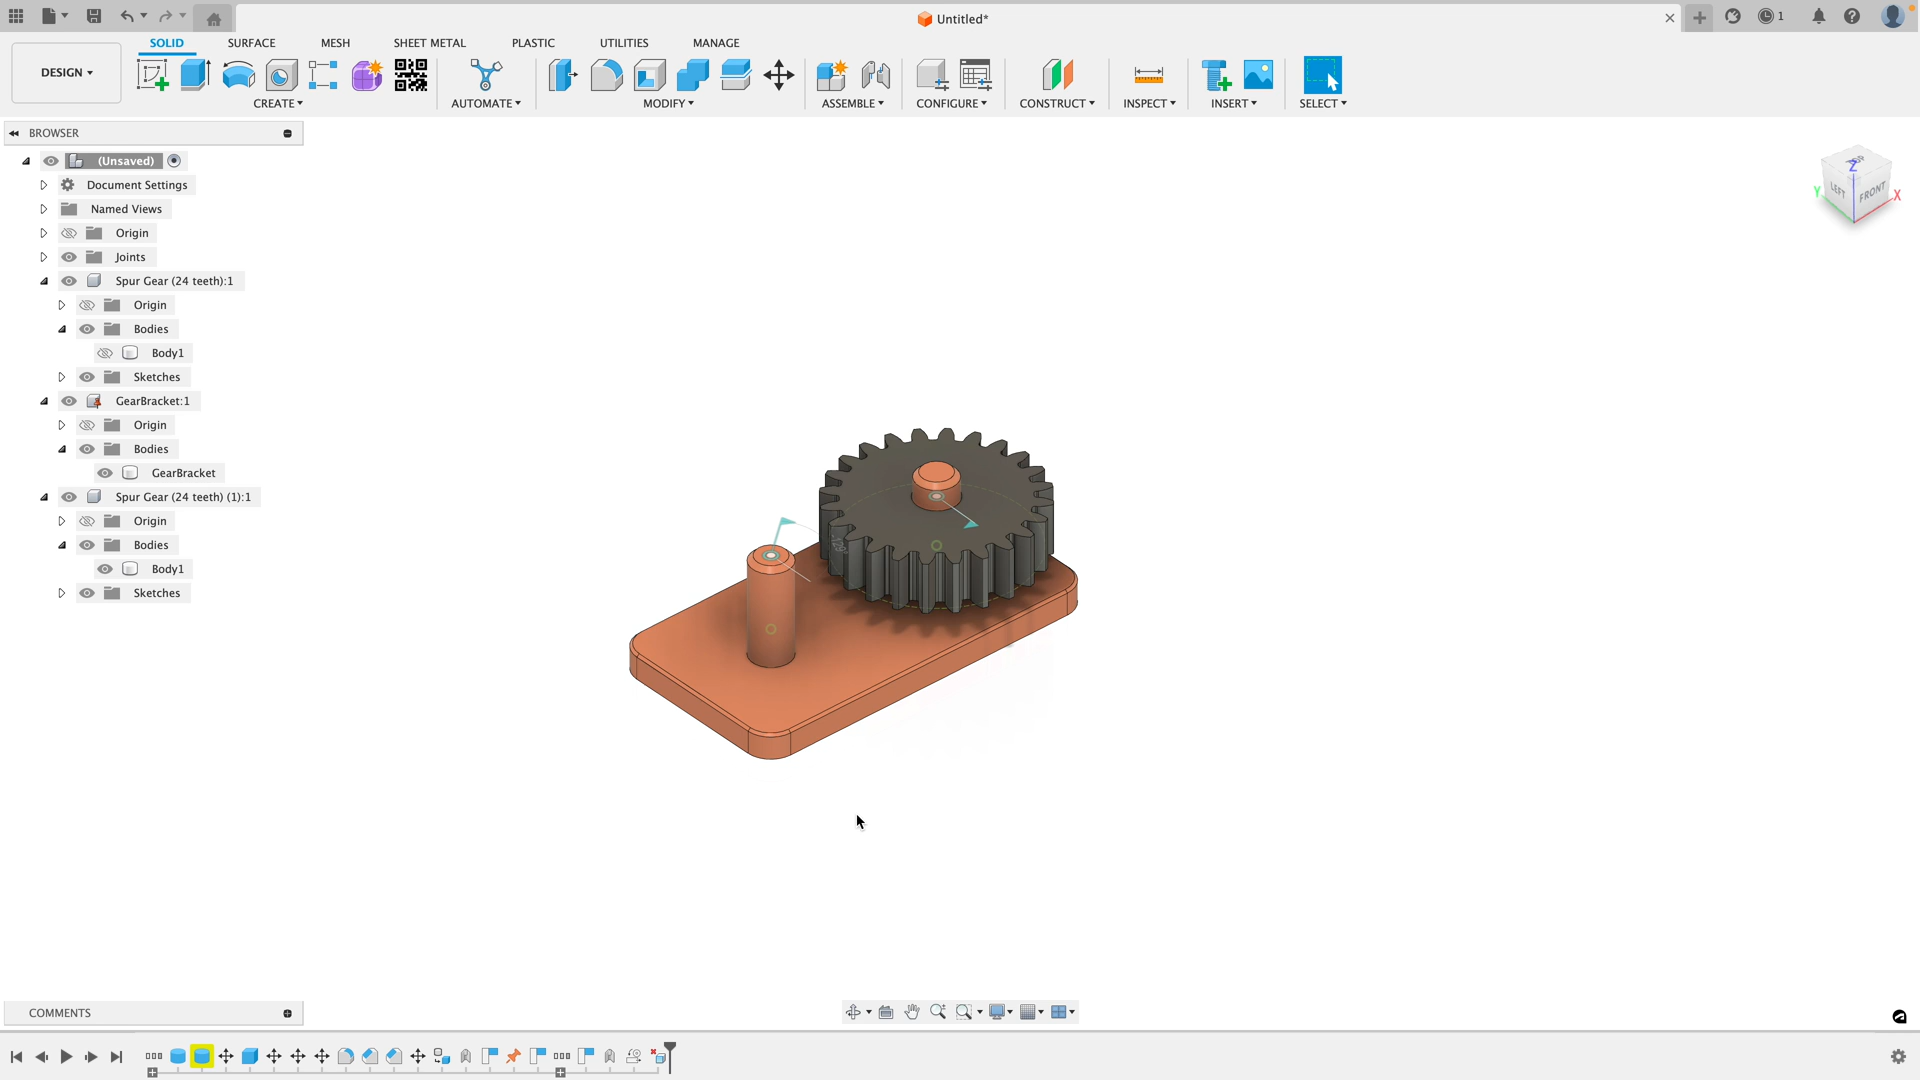 Untitled*
1
SOLID
SURFACE
MESH
SHEET METAL
PLASTIC
UTILITIES
MANAGE
DESIGN
CREATE
AUTOMATE
MODIFY
ASSEMBLE
CONFIGURE
CONSTRUCT
INSPECT
INSERT
SELECT
BROWSER
(Unsaved)
Document Settings
Named Views
Origin
Joints
Spur Gear (24 teeth):1
Origin
Bodies
Body1
Sketches
GearBracket:1
Origin
Bodies
GearBracket
Spur Gear (24 teeth) (1):1
Origin
Bodies
Body1
Sketches
Z
Y
LEFT
FRONT
X
COMMENTS